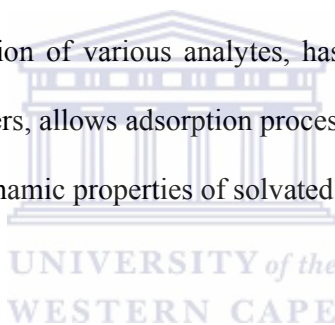 ion of various analytes, has
ers, allows adsorption proces
namic properties of solvated
UNIVERSITY of the
WESTERN CAPE